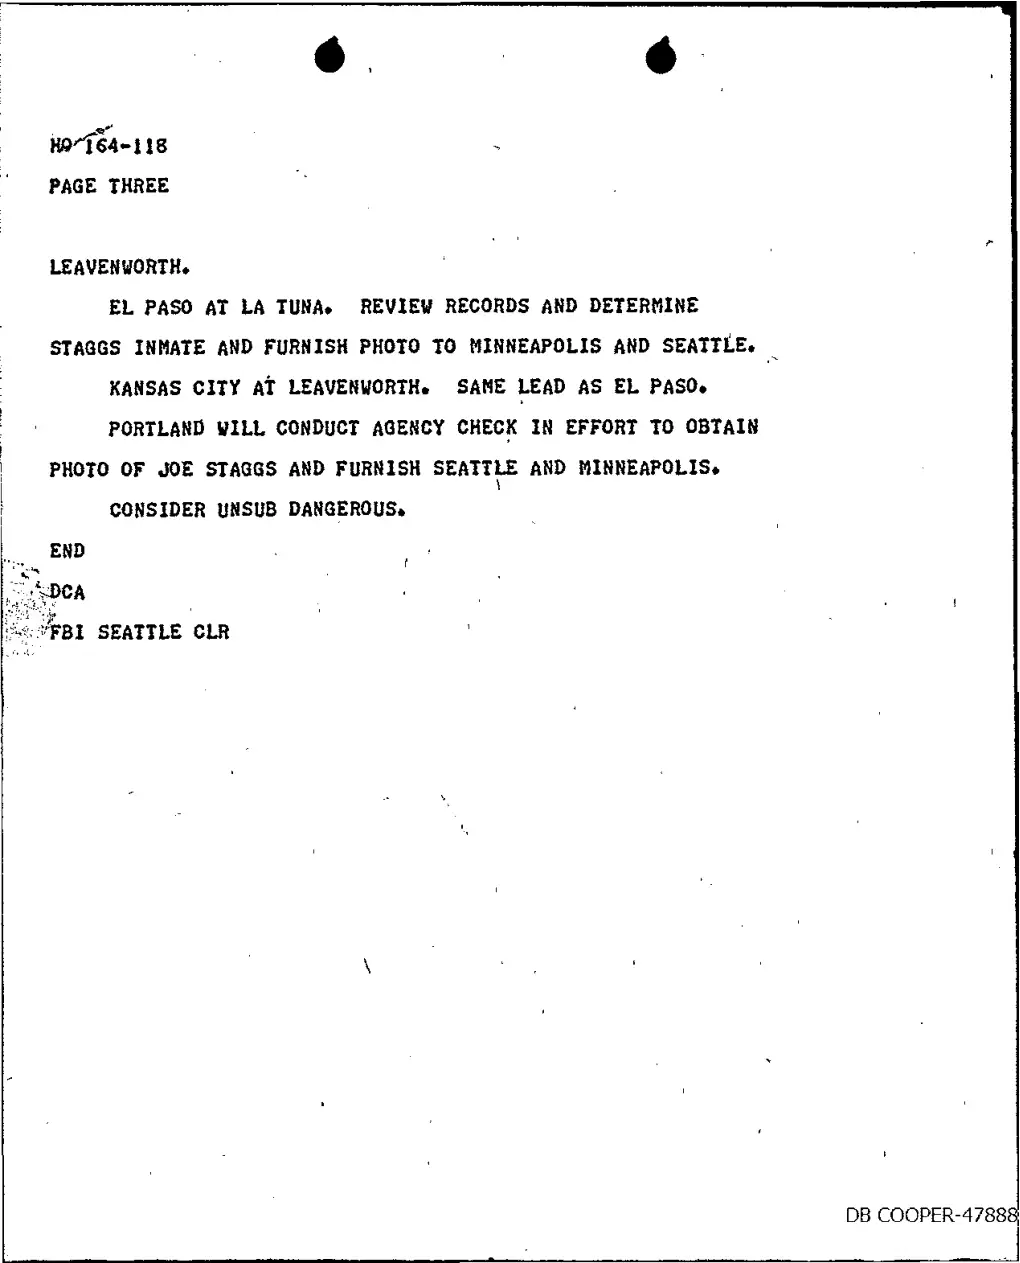 HO 164-118
PAGE THREE
LEAVENWORTH.
EL PASO AT LA TUNA. REVIEW RECORDS AND DETERMINE
STAGGS INMATE AND FURNISH PHOTO TO MINNEAPOLIS AND SEATTLE.
KANSAS CITY AT LEAVENWORTH. SAME LEAD AS EL PASO.
PORTLAND WILL CONDUCT AGENCY CHECK IN EFFORT TO OBTAIN
PHOTO OF JOE STAGGS AND FURNISH SEATTLE AND MINNEAPOLIS.
CONSIDER UNSUB DANGEROUS.
END
DCA
FBI SEATTLE CLR
DB COOPER-47888